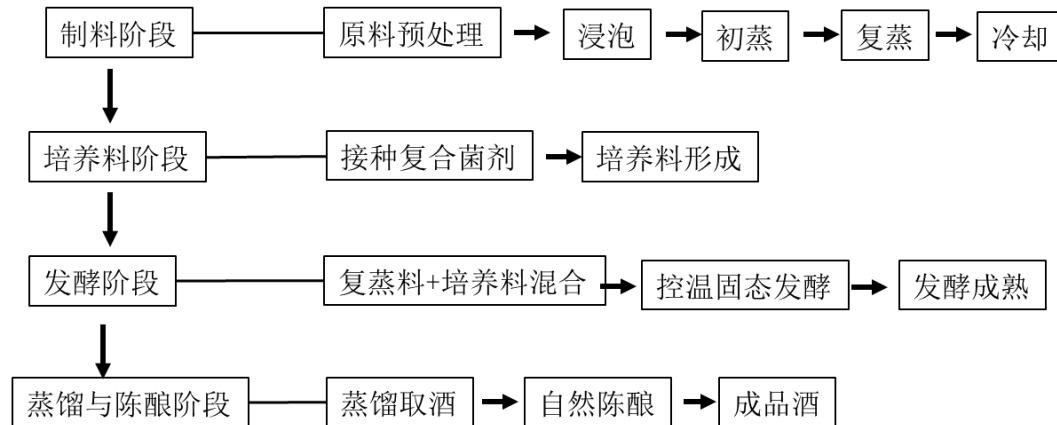 制料阶段 原料预处理 浸泡 初蒸 复蒸 冷却
培养料阶段 接种复合菌剂 培养料形成
发酵阶段 复蒸料+培养料混合 控温固态发酵 发酵成熟
蒸馏与陈酿阶段 蒸馏取酒 自然陈酿 成品酒